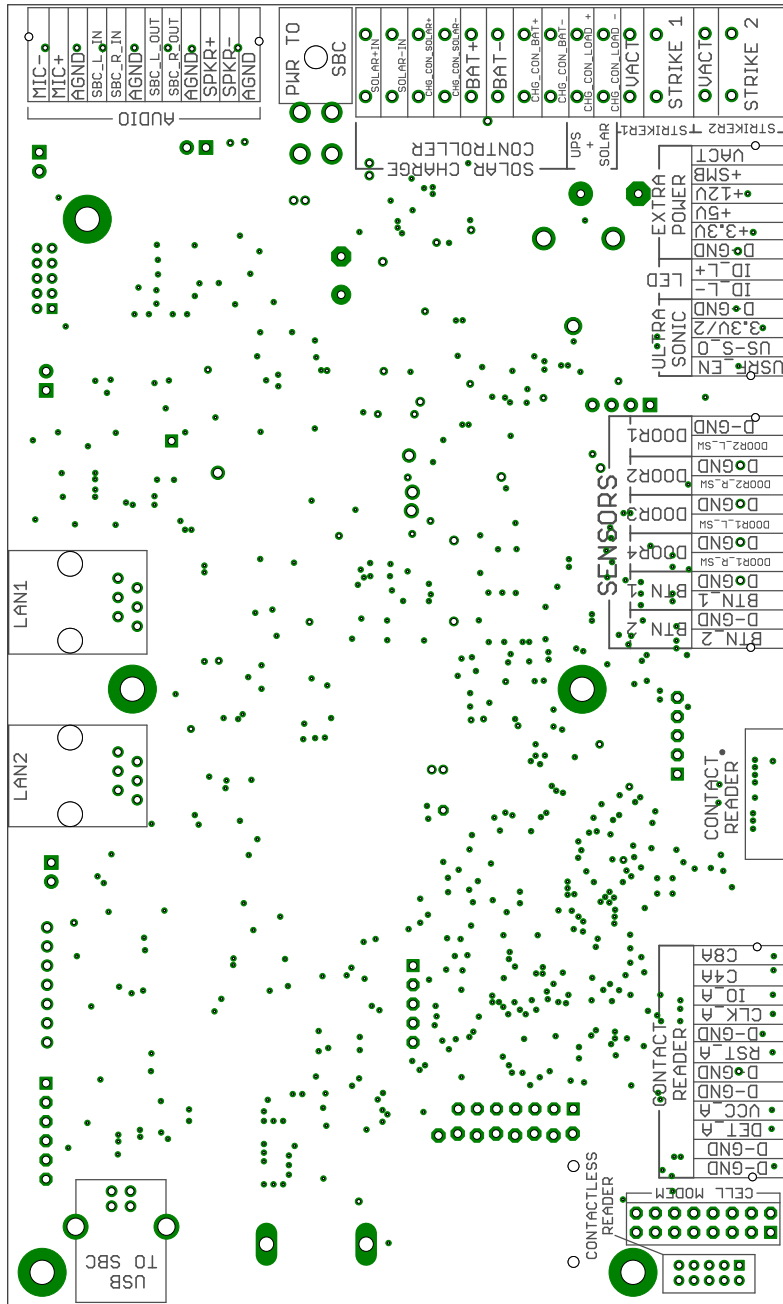 MIC-
MIC+
AGND
SBC_L_IN
SBC_R_IN
AGND
SBC_L_OUT
SBC_R_OUT
AGND
SPKR+
SPKR-
AGND
AUDIO
PWR TO
SBC
SOLAR+IN
SOLAR-IN
CHG_CON_SOLAR+
CHG_CON_SOLAR-
BAT+
BAT-
CHG_CON_BAT+
CHG_CON_BAT-
CHG_CON_LOAD +
CHG_CON_LOAD -
VACT
STRIKE 1
VACT
STRIKE 2
SOLAR CHARGE
CONTROLLER
UPS
+
SOLAR
STRIKER1
STRIKER2
EXTRA
POWER
VACT
+SMB
+12V
+5V
+3.3V
D-GND
LED
ID_L+
ID_L-
ULTRA
SONIC
D-GND
3.3V/2
US-S_O
USRF_EN
SENSORS
DOOR1
D-GND
DOOR2_L_SW
DOOR2
D-GND
DOOR2_R_SW
DOOR3
D-GND
DOOR1_L_SW
DOOR4
D-GND
DOOR1_R_SW
BTN 1
D-GND
BTN_1
BTN 2
D-GND
BTN_2
LAN1
LAN2
CONTACT
READER
CONTACT
READER
C8A
C4A
IO_A
CLK_A
D-GND
RST_A
D-GND
D-GND
VCC_A
DET_A
D-GND
D-GND
CELL MODEM
CONTACTLESS
READER
USB
TO SBC